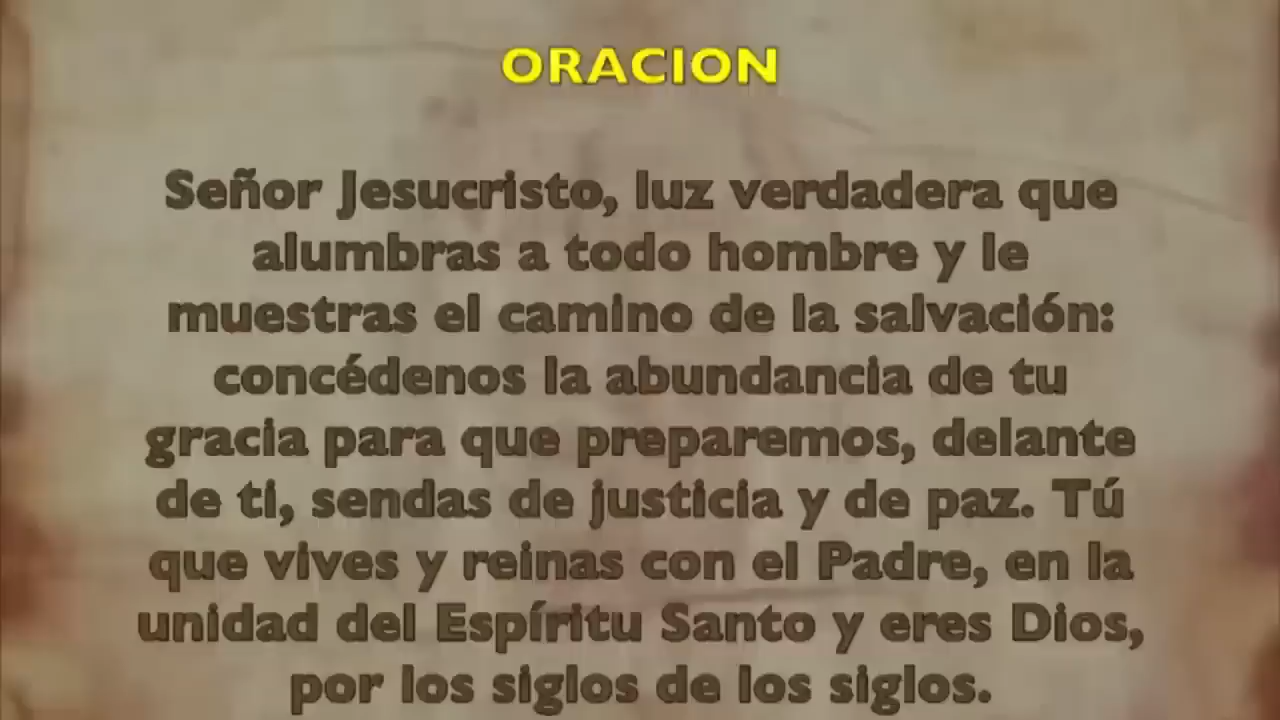 ORACION
Señor Jesucristo, luz verdadera que
alumbras a todo hombre y le
muestras el camino de la salvación:
concédenos la abundancia de tu
gracia para que preparemos, delante
de ti, sendas de justicia y de paz. Tú
que vives y reinas con el Padre, en la
unidad del Espíritu Santo y eres Dios,
por los siglos de los siglos.